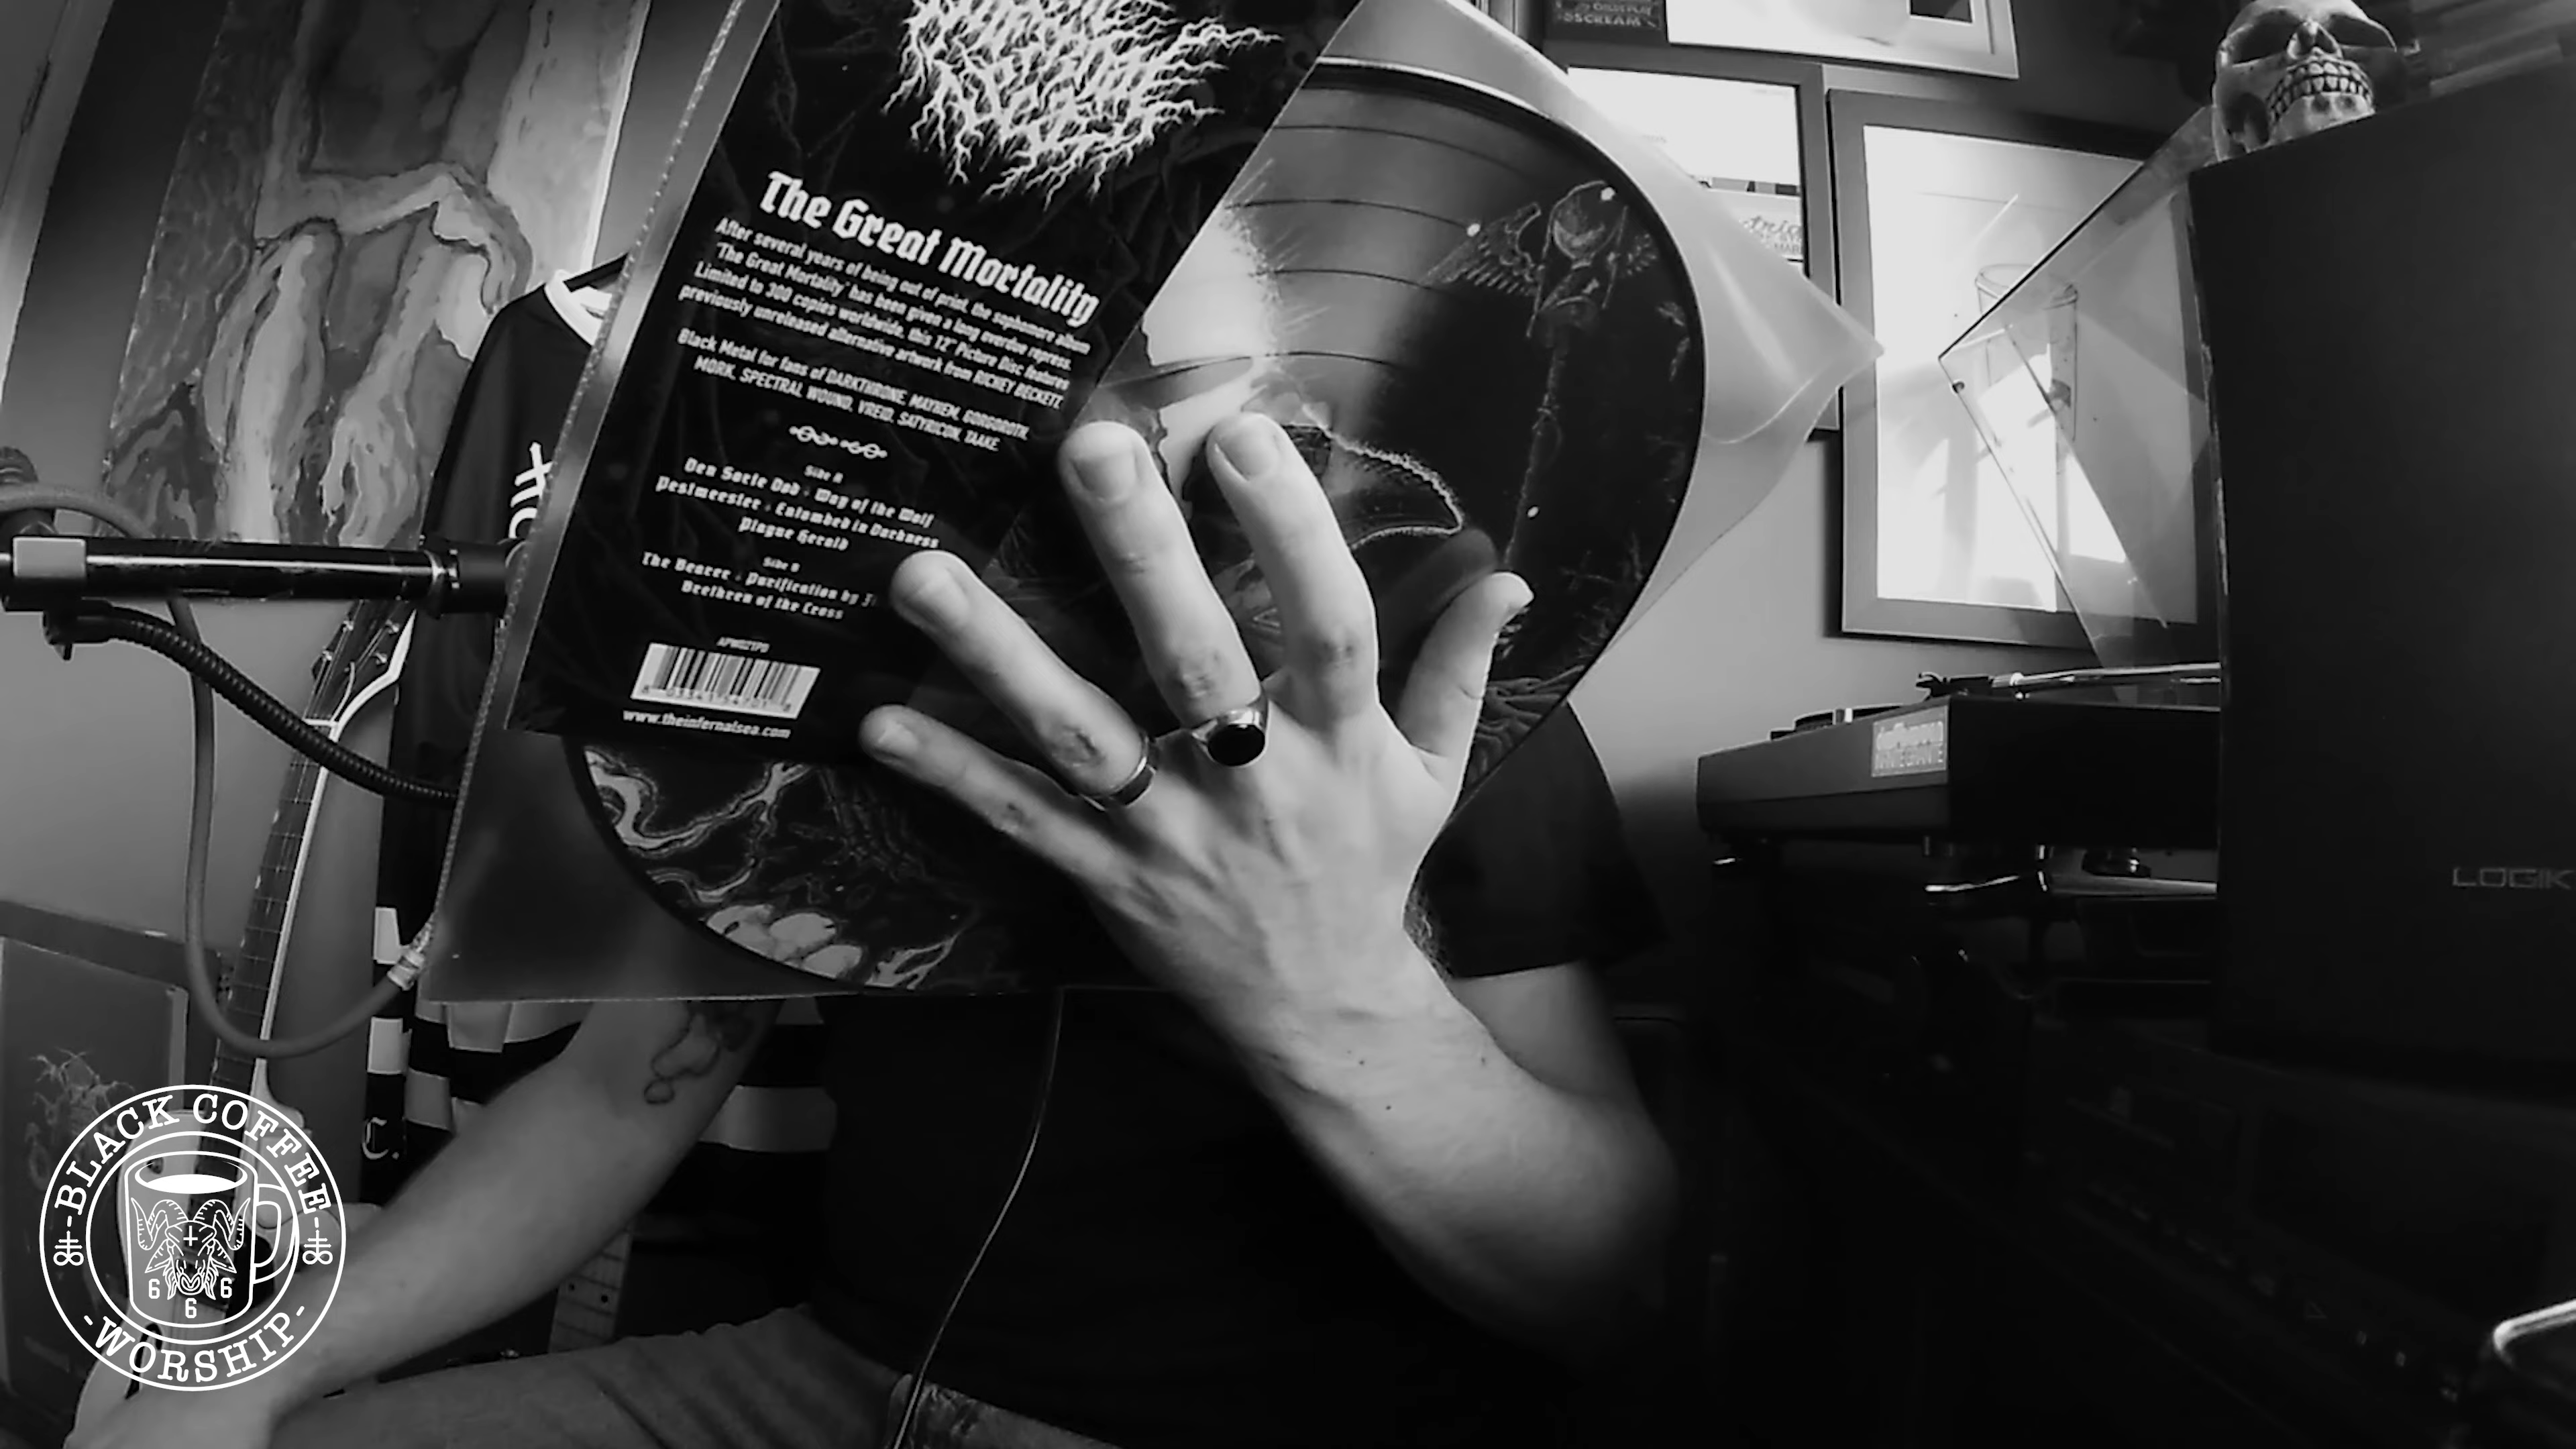 The Great Mortality
After several years of being out of print, the sophomore album
'The Great Mortality' has been given a long overdue repress.
Limited to 300 copies worldwide, this 12" Picture Disc features
previously unreleased alternative artwork from RICHEY BECKETT.
Black Metal for fans of DARKTHRONE, MAYHEM, GORGOROTH,
MORK, SPECTRAL WOUND, VREID, SATYRICON, TAAKE
Side A
Den Sorte Død - Way of the Wolf
Pestmeester - Entombed in Darkness
Plague Herald
Side B
The Bearer - Purification by
Brethren of the Cross
www.theinfernalsea.com
SCREAM
LOGIK
C.
BLACK COFFEE
666
WORSHIP